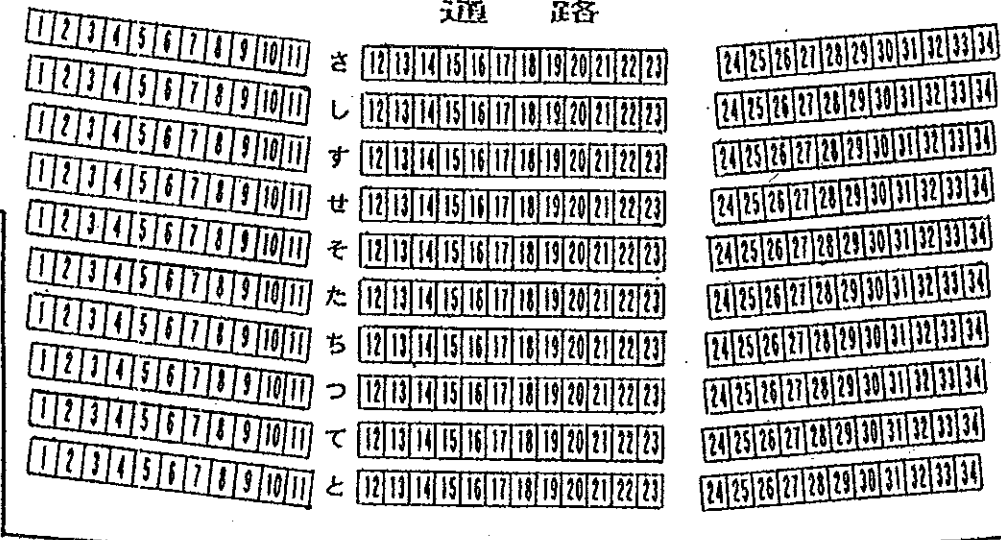 通 路
1 2 3 4 5 6 7 8 9 10 11 さ 12 13 14 15 16 17 18 19 20 21 22 23 24 25 26 27 28 29 30 31 32 33 34
1 2 3 4 5 6 7 8 9 10 11 し 12 13 14 15 16 17 18 19 20 21 22 23 24 25 26 27 28 29 30 31 32 33 34
1 2 3 4 5 6 7 8 9 10 11 す 12 13 14 15 16 17 18 19 20 21 22 23 24 25 26 27 28 29 30 31 32 33 34
1 2 3 4 5 6 7 8 9 10 11 せ 12 13 14 15 16 17 18 19 20 21 22 23 24 25 26 27 28 29 30 31 32 33 34
1 2 3 4 5 6 7 8 9 10 11 そ 12 13 14 15 16 17 18 19 20 21 22 23 24 25 26 27 28 29 30 31 32 33 34
1 2 3 4 5 6 7 8 9 10 11 た 12 13 14 15 16 17 18 19 20 21 22 23 24 25 26 27 28 29 30 31 32 33 34
1 2 3 4 5 6 7 8 9 10 11 ち 12 13 14 15 16 17 18 19 20 21 22 23 24 25 26 27 28 29 30 31 32 33 34
1 2 3 4 5 6 7 8 9 10 11 つ 12 13 14 15 16 17 18 19 20 21 22 23 24 25 26 27 28 29 30 31 32 33 34
1 2 3 4 5 6 7 8 9 10 11 て 12 13 14 15 16 17 18 19 20 21 22 23 24 25 26 27 28 29 30 31 32 33 34
1 2 3 4 5 6 7 8 9 10 11 と 12 13 14 15 16 17 18 19 20 21 22 23 24 25 26 27 28 29 30 31 32 33 34